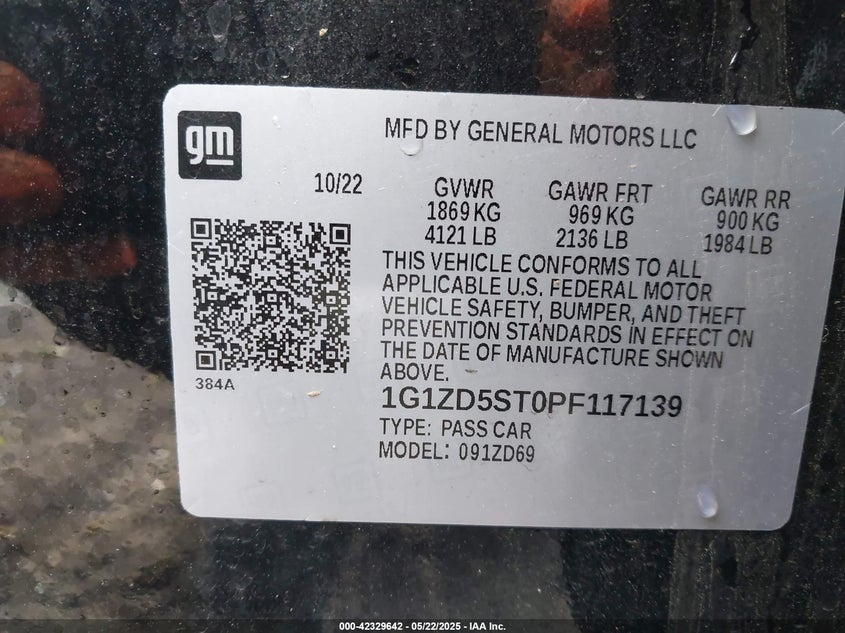 gm
MFD BY GENERAL MOTORS LLC
10/22
GVWR GAWR FRT GAWR RR
1869 KG 969 KG 900 KG
4121 LB 2136 LB 1984 LB
THIS VEHICLE CONFORMS TO ALL
APPLICABLE U.S. FEDERAL MOTOR
VEHICLE SAFETY, BUMPER, AND THEFT
PREVENTION STANDARDS IN EFFECT ON
THE DATE OF MANUFACTURE SHOWN
ABOVE.
384A
1G1ZD5ST0PF117139
TYPE: PASS CAR
MODEL: 091ZD69
000-42329642 - 05/22/2025 - IAA Inc.